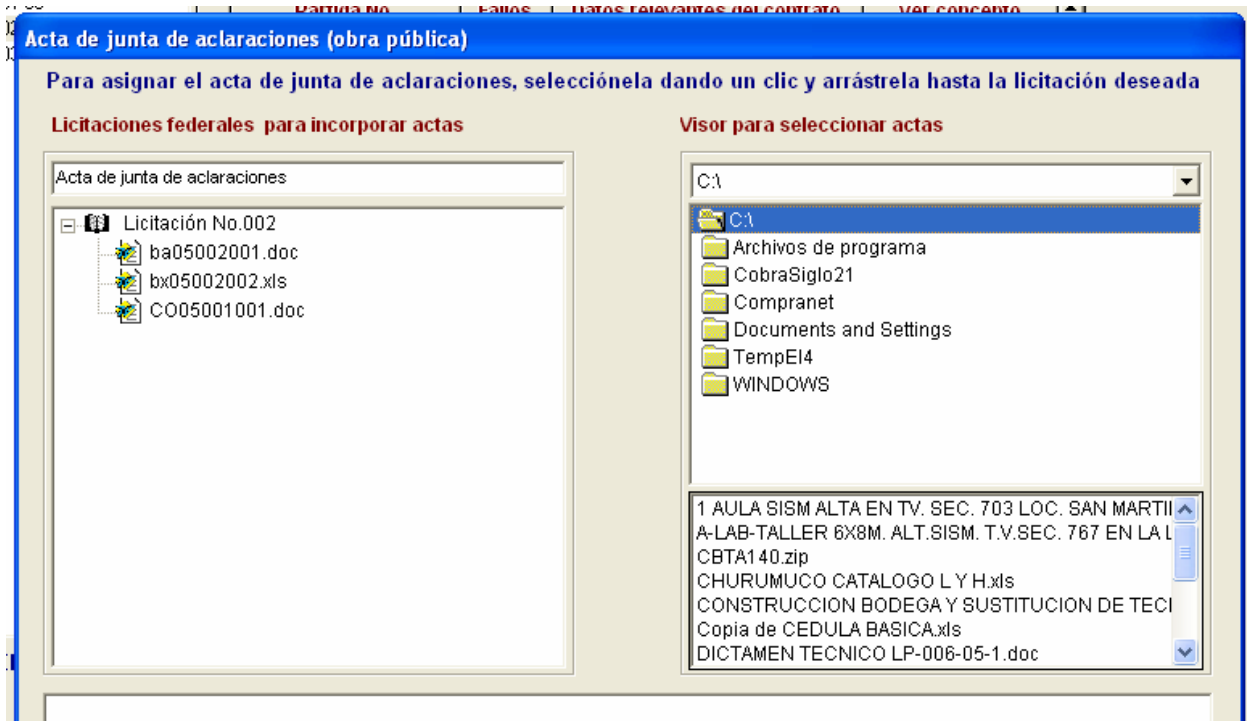 Partida No. Fallos Datos relevantes del contrato Ver concepto
Acta de junta de aclaraciones (obra pública)
Para asignar el acta de junta de aclaraciones, selecciónela dando un clic y arrástrela hasta la licitación deseada
Licitaciones federales para incorporar actas
Acta de junta de aclaraciones
Licitación No.002
ba05002001.doc
bx05002002.xls
CO05001001.doc
Visor para seleccionar actas
C:\
C:\
Archivos de programa
CobraSiglo21
Compranet
Documents and Settings
TempEI4
WINDOWS
1 AULA SISM ALTA EN TV. SEC. 703 LOC. SAN
A-LAB-TALLER 6X8M. ALT.SISM. T.V.SEC. 767 EN LA
CBTA140.zip
CHURUMUCO CATALOGO L Y H.xls
CONSTRUCCION BODEGA Y SUSTITUCION DE
Copia de CEDULA BASICA.xls
DICTAMEN TECNICO LP-006-05-1.doc